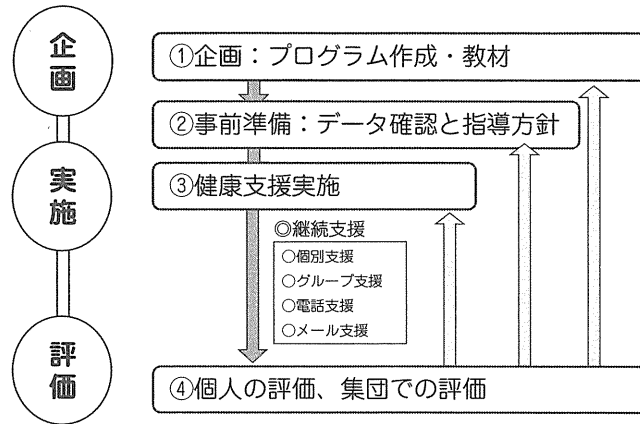 企画
①企画：プログラム作成・教材
②事前準備：データ確認と指導方針
実施
③健康支援実施
◎継続支援
○個別支援
○グループ支援
○電話支援
○メール支援
評価
④個人の評価、集団での評価